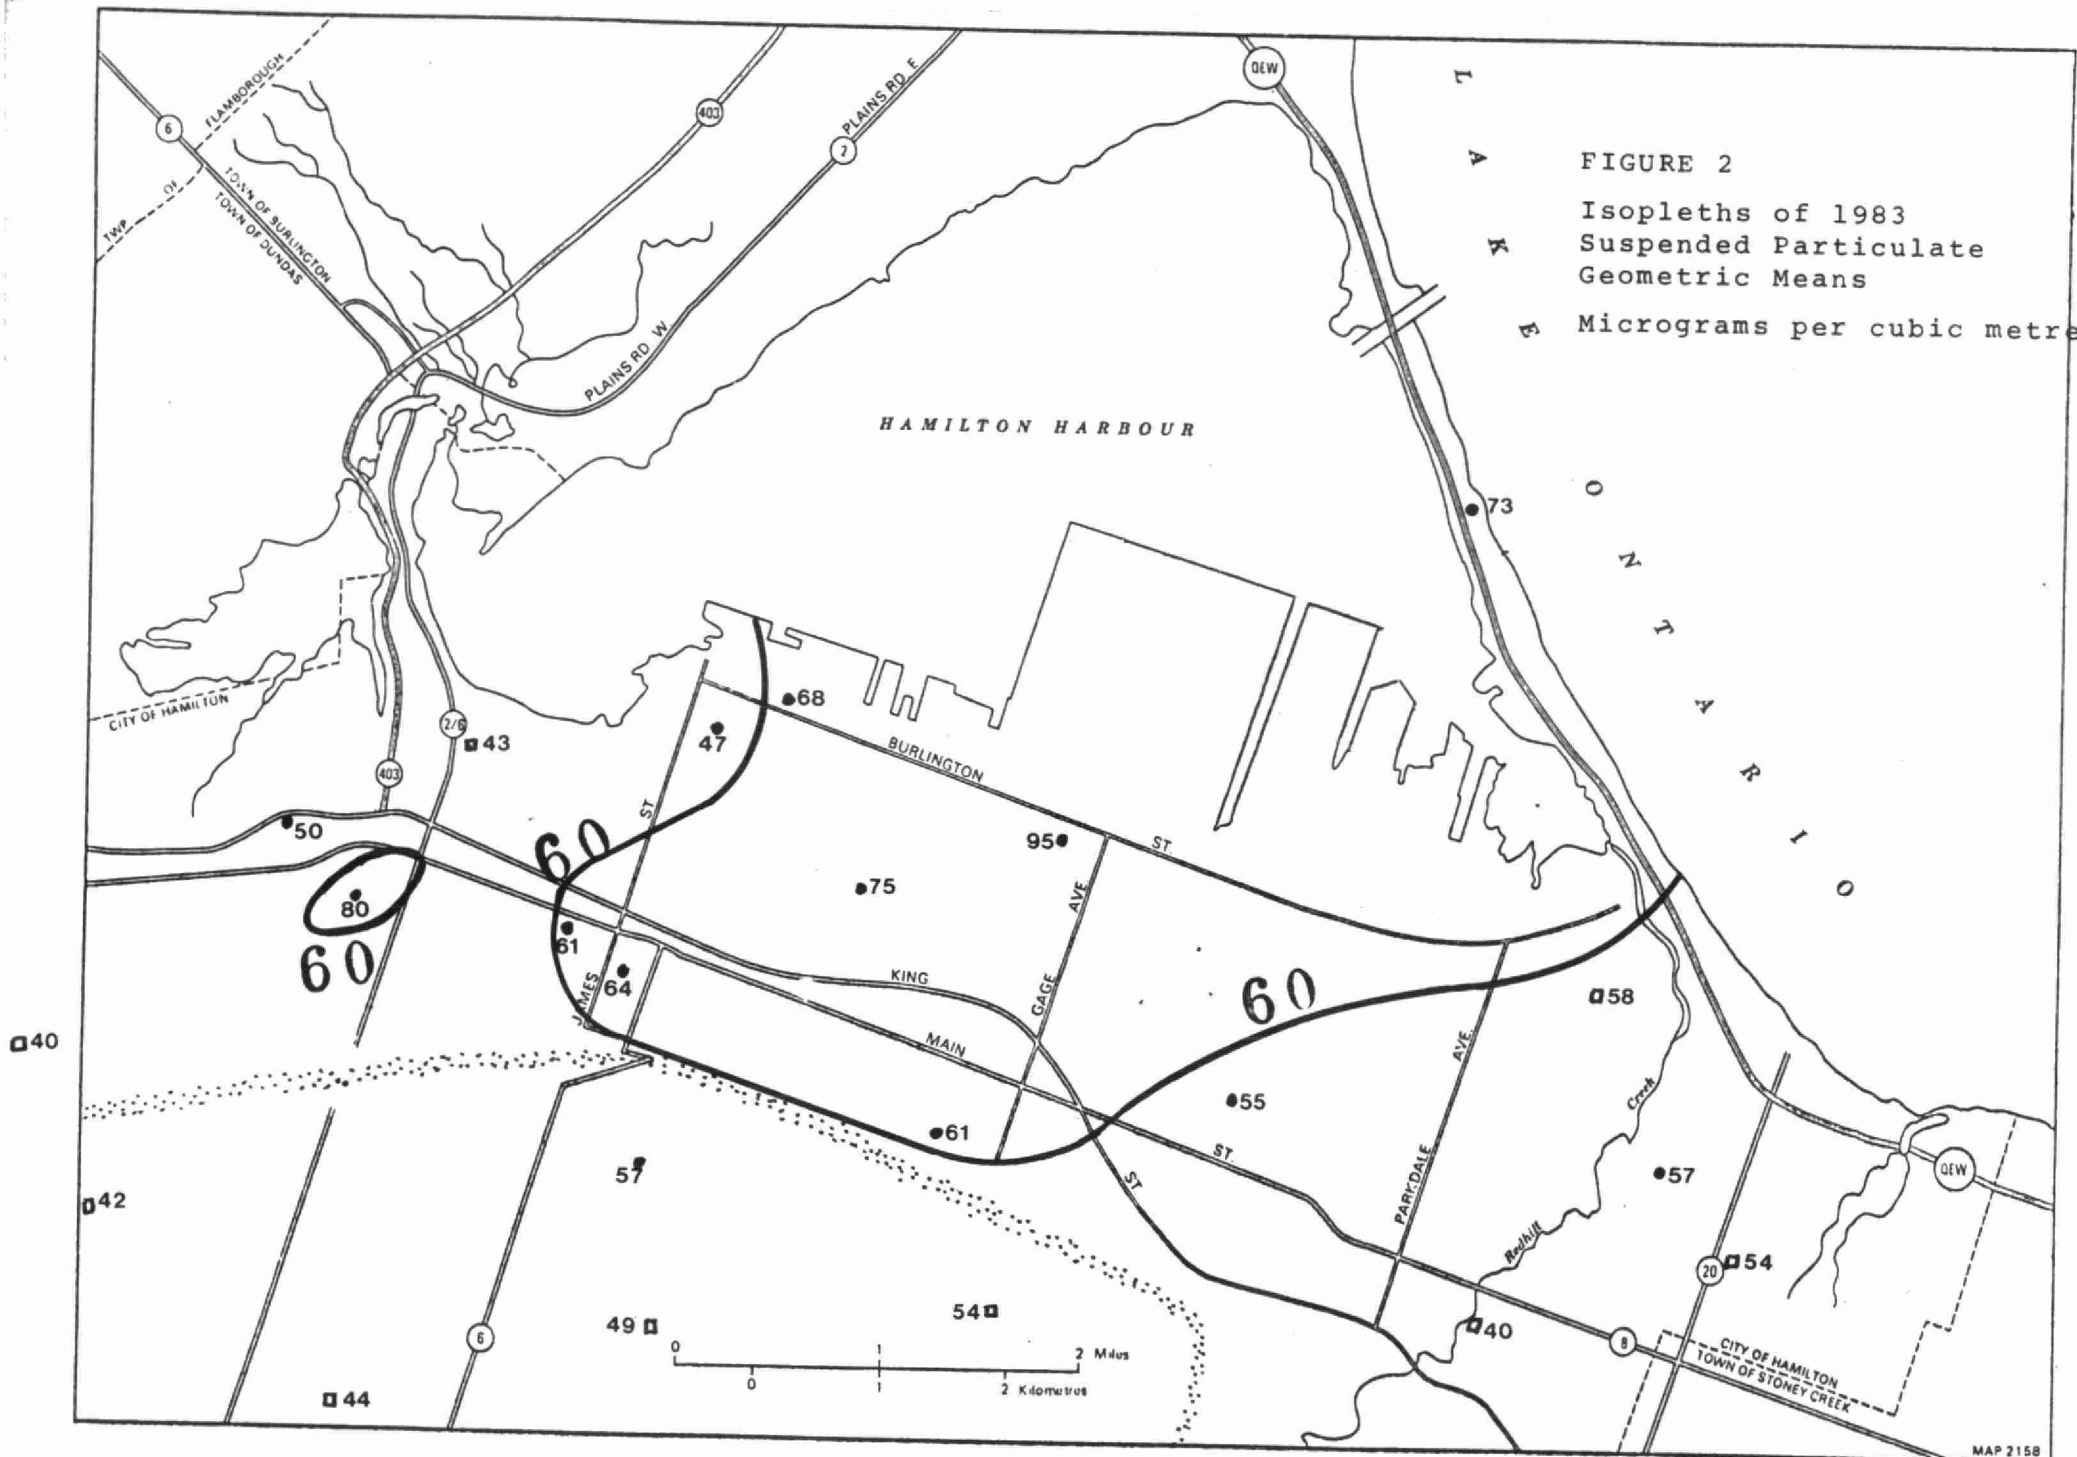 FIGURE 2
Isopleths of 1983
Suspended Particulate
Geometric Means
Micrograms per cubic metre
LAKE ONTARIO
QEW
403
PLAINS RD E
2
6
FLAMBOROUGH
TWP OF
TOWN OF BURLINGTON
TOWN OF DUNDAS
PLAINS RD W
HAMILTON HARBOUR
73
CITY OF HAMILTON
2/6
43
403
68
47
BURLINGTON ST.
50
60
80
60
61
JAMES ST
64
95
75
GAGE AVE.
KING ST
MAIN ST.
60
58
PARKDALE AVE.
55
61
57
40
42
Redhill Creek
57
QEW
20
54
40
8
49
54
6
44
0 1 2 Miles
0 1 2 Kilometres
CITY OF HAMILTON
TOWN OF STONEY CREEK
MAP 2158